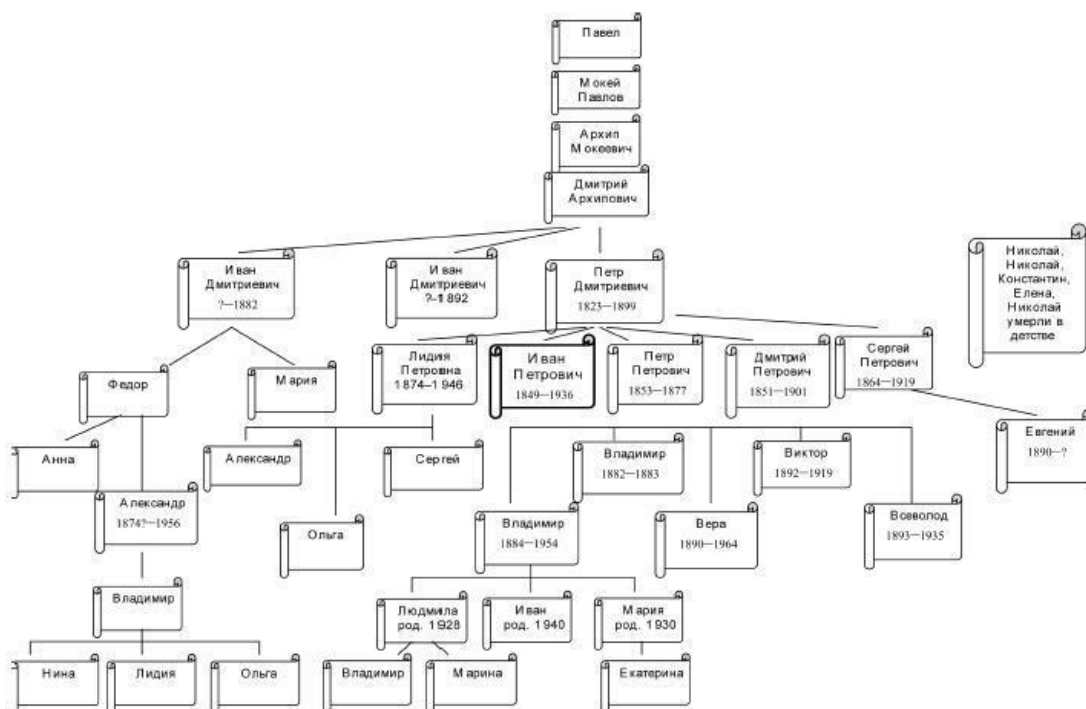 Павел
Мокей
Павлов
Архип
Мокеевич
Дмитрий
Архипович
Иван
Дмитриевич
?—1882
Иван
Дмитриевич
?–1892
Петр
Дмитриевич
1823—1899
Николай,
Николай,
Константин,
Елена,
Николай
умерли в
детстве
Федор
Мария
Лидия
Петровна
1874–1946
Иван
Петрович
1849—1936
Петр
Петрович
1853—1877
Дмитрий
Петрович
1851—1901
Сергей
Петрович
1864—1919
Анна
Александр
Сергей
Владимир
1882—1883
Виктор
1892—1919
Евгений
1890—?
Александр
1874?—1956
Ольга
Владимир
1884—1954
Вера
1890—1964
Всеволод
1893—1935
Владимир
Людмила
род. 1928
Иван
род. 1940
Мария
род. 1930
Нина
Лидия
Ольга
Владимир
Марина
Екатерина